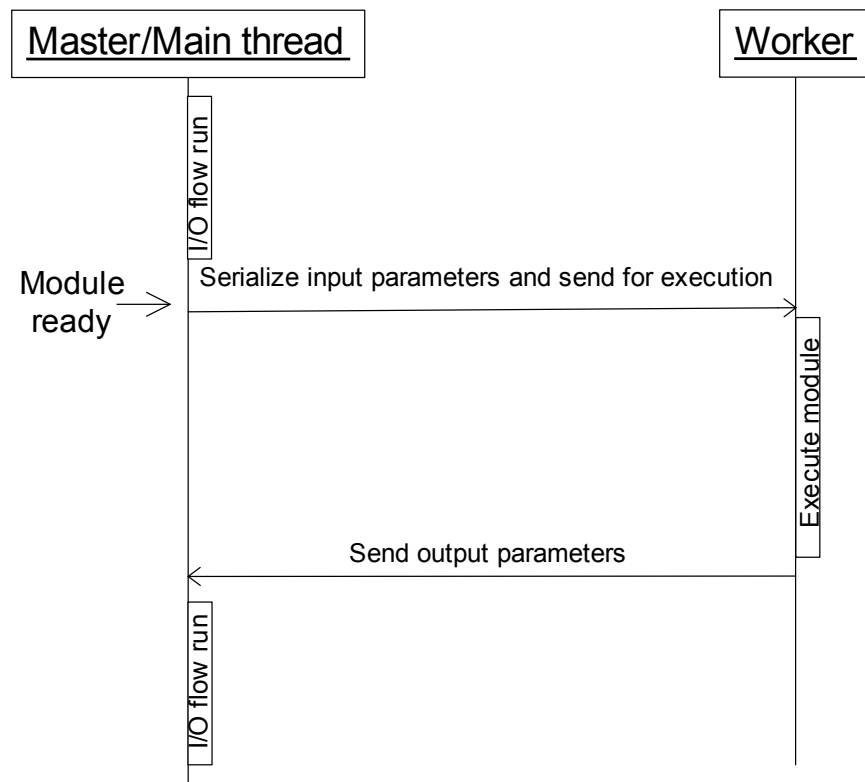 Master/Main thread
Worker
I/O flow run
Module
ready
Serialize input parameters and send for execution
Execute module
Send output parameters
I/O flow run